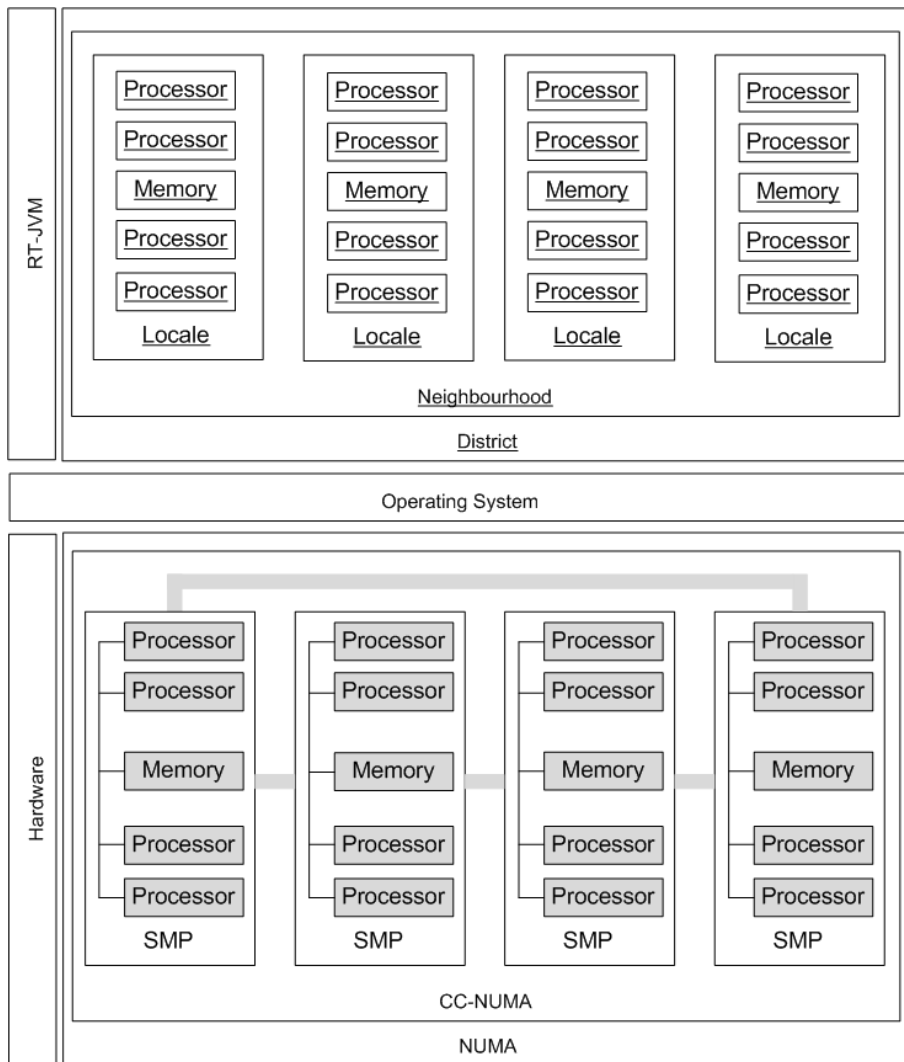 RT-JVM
Processor
Processor
Memory
Processor
Processor
Locale
Processor
Processor
Memory
Processor
Processor
Locale
Processor
Processor
Memory
Processor
Processor
Locale
Processor
Processor
Memory
Processor
Processor
Locale
Neighbourhood
District
Operating System
Hardware
Processor
Processor
Memory
Processor
Processor
SMP
Processor
Processor
Memory
Processor
Processor
SMP
Processor
Processor
Memory
Processor
Processor
SMP
Processor
Processor
Memory
Processor
Processor
SMP
CC-NUMA
NUMA